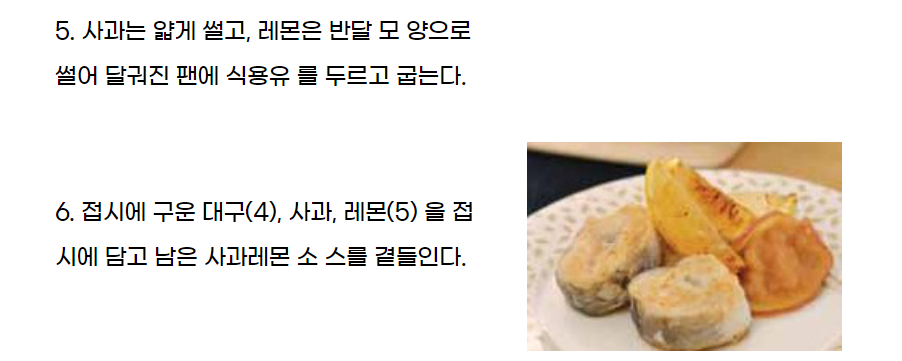 5. 사과는 얇게 썰고, 레몬은 반달 모 양으로
썰어 달궈진 팬에 식용유 를 두르고 굽는다.
6. 접시에 구운 대구(4), 사과, 레몬(5) 을 접
시에 담고 남은 사과레몬 소 스를 곁들인다.